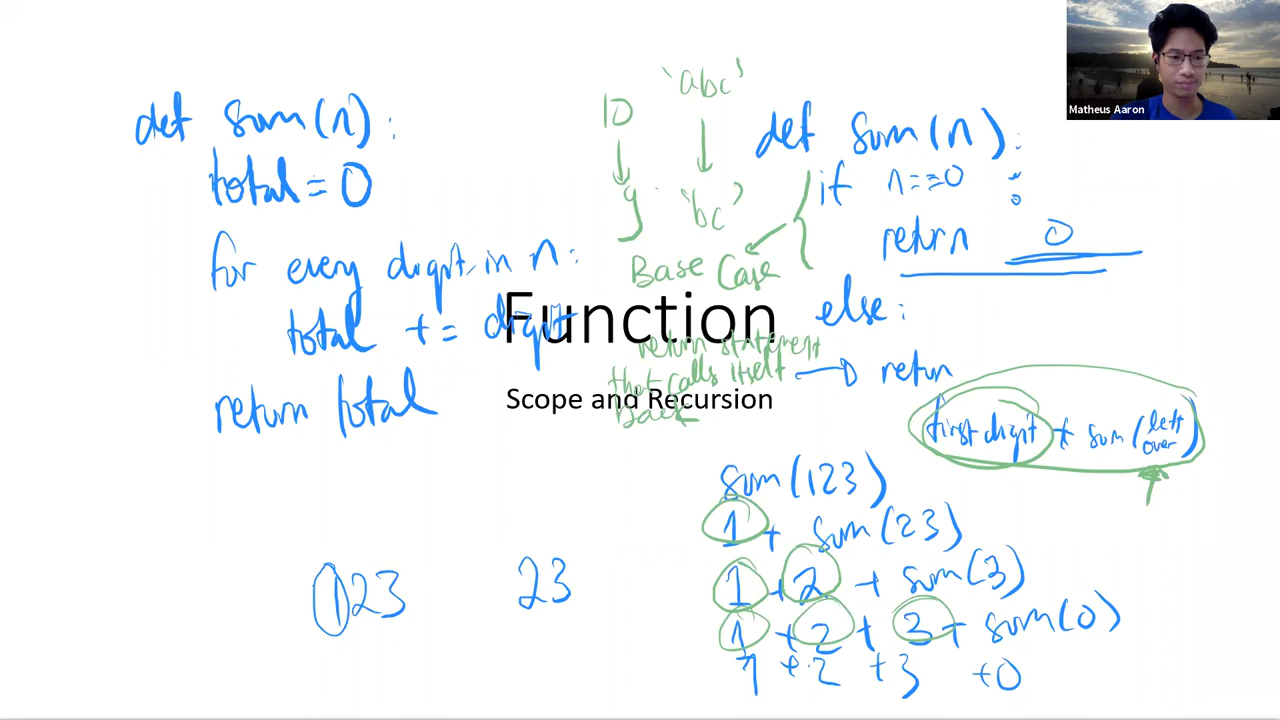 def sum(n):
total = 0
for every digit in n:
total += digit
return total
123
23
Function
Scope and Recursion
10
↓
9
'abc'
↓
'bc'
Base Case
return statement
that calls itself
back
def sum(n):
if n==0 :
return 0
else:
return
first digit + sum(left
over)
sum(123)
1 + sum(23)
1 + 2 + sum(3)
1 + 2 + 3 + sum(0)
1 + 2 + 3 + 0
Matheus Aaron